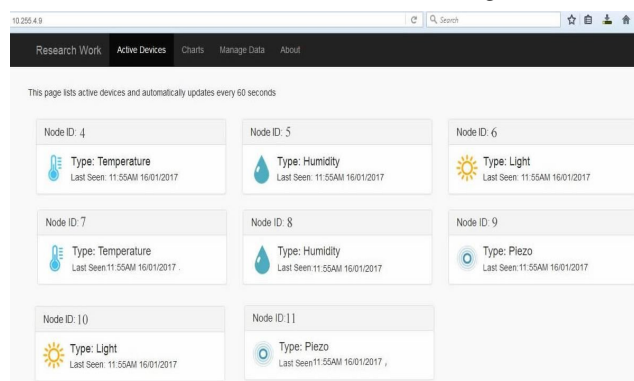 10.255.4.9
Search
Research Work Active Devices Charts Manage Data About
This page lists active devices and automatically updates every 60 seconds
Node ID: 4
Type: Temperature
Last Seen: 11:55AM 16/01/2017
Node ID: 5
Type: Humidity
Last Seen: 11:55AM 16/01/2017
Node ID: 6
Type: Light
Last Seen: 11:55AM 16/01/2017
Node ID: 7
Type: Temperature
Last Seen:11:55AM 16/01/2017 .
Node ID: 8
Type: Humidity
Last Seen:11:55AM 16/01/2017
Node ID: 9
Type: Piezo
Last Seen: 11:55AM 16/01/2017
Node ID: 10
Type: Light
Last Seen: 11:55AM 16/01/2017
Node ID:11
Type: Piezo
Last Seen11:55AM 16/01/2017 ,